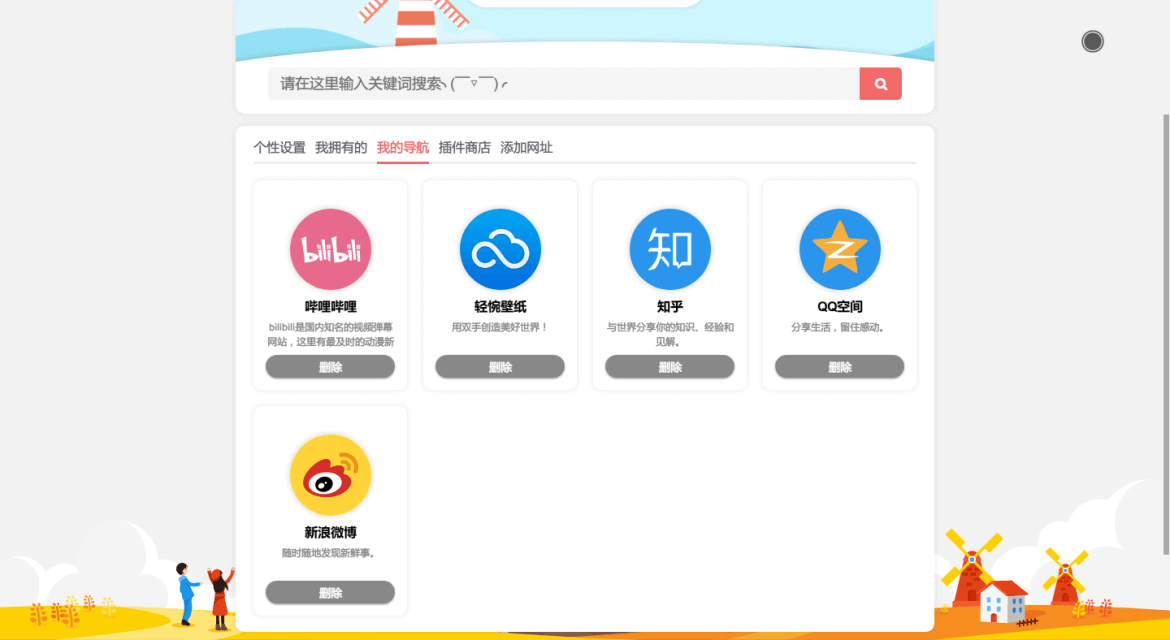 请在这里输入关键词搜索ヽ(￣▽￣)ノ
个性设置 我拥有的 我的导航 插件商店 添加网址
bilibili
知
哔哩哔哩
轻惋壁纸
知乎
QQ空间
bilibili是国内知名的视频弹幕
网站，这里有最及时的动漫新
用双手创造美好世界！
与世界分享你的知识、经验和
见解。
分享生活，留住感动。
删除
删除
删除
删除
新浪微博
随时随地发现新鲜事。
删除